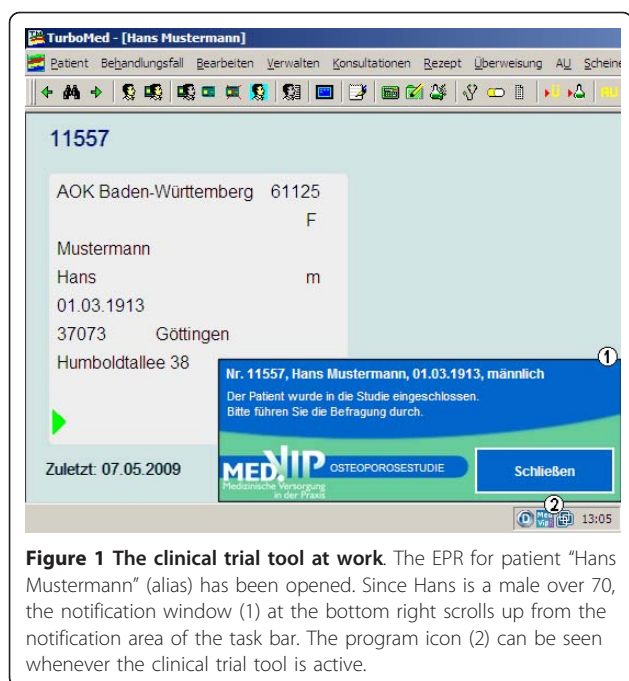 TurboMed - [Hans Mustermann]
Patient Behandlungsfall Bearbeiten Verwalten Konsultationen Rezept Überweisung AU Scheine
11557
AOK Baden-Württemberg 61125
F
Mustermann
Hans m
01.03.1913
37073 Göttingen
Humboldtallee 38
1
Nr. 11557, Hans Mustermann, 01.03.1913, männlich
Der Patient wurde in die Studie eingeschlossen.
Bitte führen Sie die Befragung durch.
Zuletzt: 07.05.2009
MED.VIP OSTEOPOROSESTUDIE Schließen
Medizinische Versorgung
in der Praxis
2
D Med Vip 13:05
Figure 1 The clinical trial tool at work. The EPR for patient "Hans
Mustermann" (alias) has been opened. Since Hans is a male over 70,
the notification window (1) at the bottom right scrolls up from the
notification area of the task bar. The program icon (2) can be seen
whenever the clinical trial tool is active.